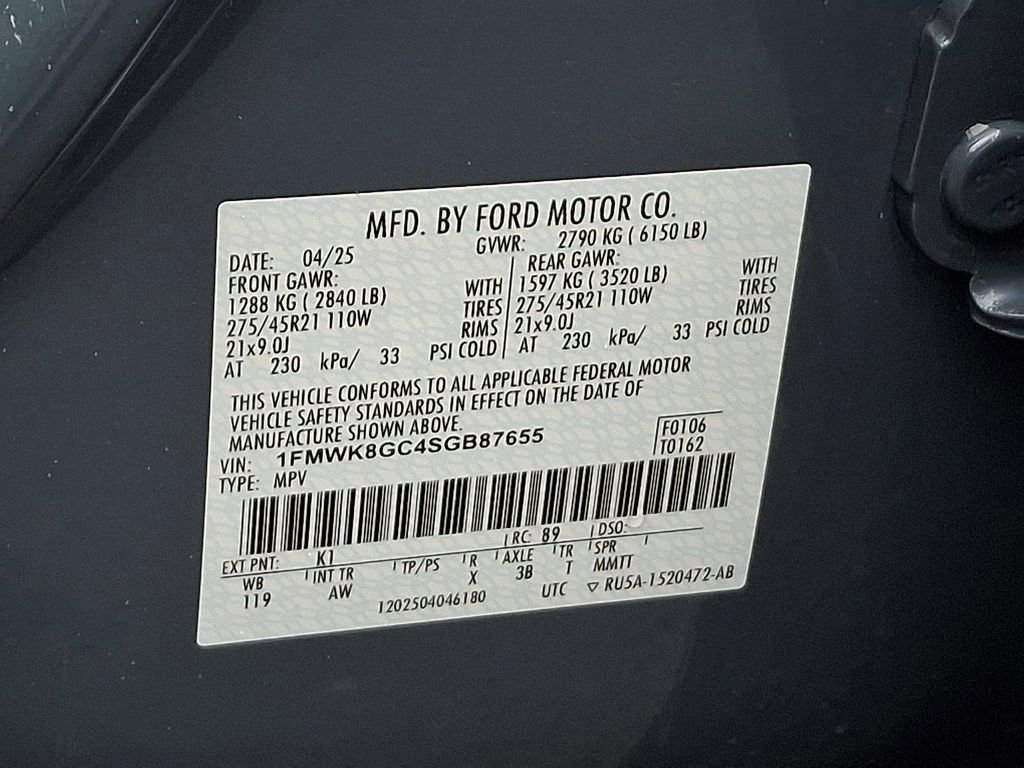 MFD. BY FORD MOTOR CO.
DATE: 04/25 GVWR: 2790 KG ( 6150 LB)
FRONT GAWR: REAR GAWR:
1288 KG ( 2840 LB) WITH 1597 KG ( 3520 LB) WITH
275/45R21 110W TIRES 275/45R21 110W TIRES
21x9.0J RIMS 21x9.0J RIMS
AT 230 kPa/ 33 PSI COLD AT 230 kPa/ 33 PSI COLD
THIS VEHICLE CONFORMS TO ALL APPLICABLE FEDERAL MOTOR
VEHICLE SAFETY STANDARDS IN EFFECT ON THE DATE OF
MANUFACTURE SHOWN ABOVE.
VIN: 1FMWK8GC4SGB87655 F0106
TYPE: MPV T0162
EXT PNT: K1 RC: 89 DSO:
WB INT TR TP/PS R AXLE TR SPR
119 AW X 3B T MMTT
1202504046180 UTC ▽ RU5A-1520472-AB